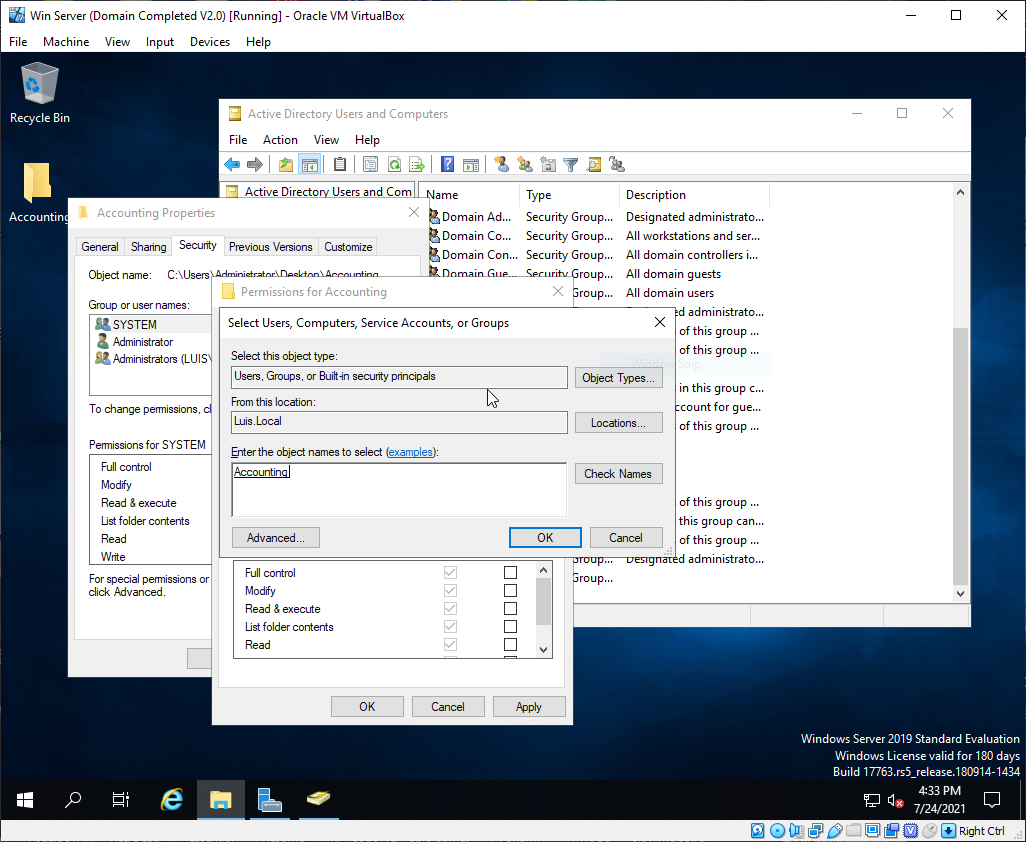 Win Server (Domain Completed V2.0) [Running] - Oracle VM VirtualBox
File Machine View Input Devices Help
Recycle Bin
Accounting
Active Directory Users and Computers
File Action View Help
Active Directory Users and Com
Name Type Description
Domain Ad... Security Group... Designated administrato...
Domain Co... Security Group... All workstations and ser...
Domain Con... Security Group... All domain controllers i...
Domain Gue... Security Group... All domain guests
Group... All domain users
administrato...
of this group ...
of this group ...
in this group c...
ccount for gue...
of this group ...
of this group ...
this group can...
of this group ...
Group... Designated administrato...
Group...
Window Snip
Accounting Properties
General Sharing Security Previous Versions Customize
Object name: C:\Users\Administrator\Desktop\Accounting
Group or user names:
SYSTEM
Administrator
Administrators (LUIS\
To change permissions, cl
Permissions for SYSTEM
Full control
Modify
Read & execute
List folder contents
Read
Write
For special permissions or
click Advanced.
Permissions for Accounting
Select Users, Computers, Service Accounts, or Groups
Select this object type:
Users, Groups, or Built-in security principals
Object Types...
From this location:
Luis.Local
Locations...
Enter the object names to select (examples):
Accounting
Check Names
Advanced... OK Cancel
Full control
Modify
Read & execute
List folder contents
Read
OK Cancel Apply
Windows Server 2019 Standard Evaluation
Windows License valid for 180 days
Build 17763.rs5_release.180914-1434
4:33 PM
7/24/2021
Right Ctrl